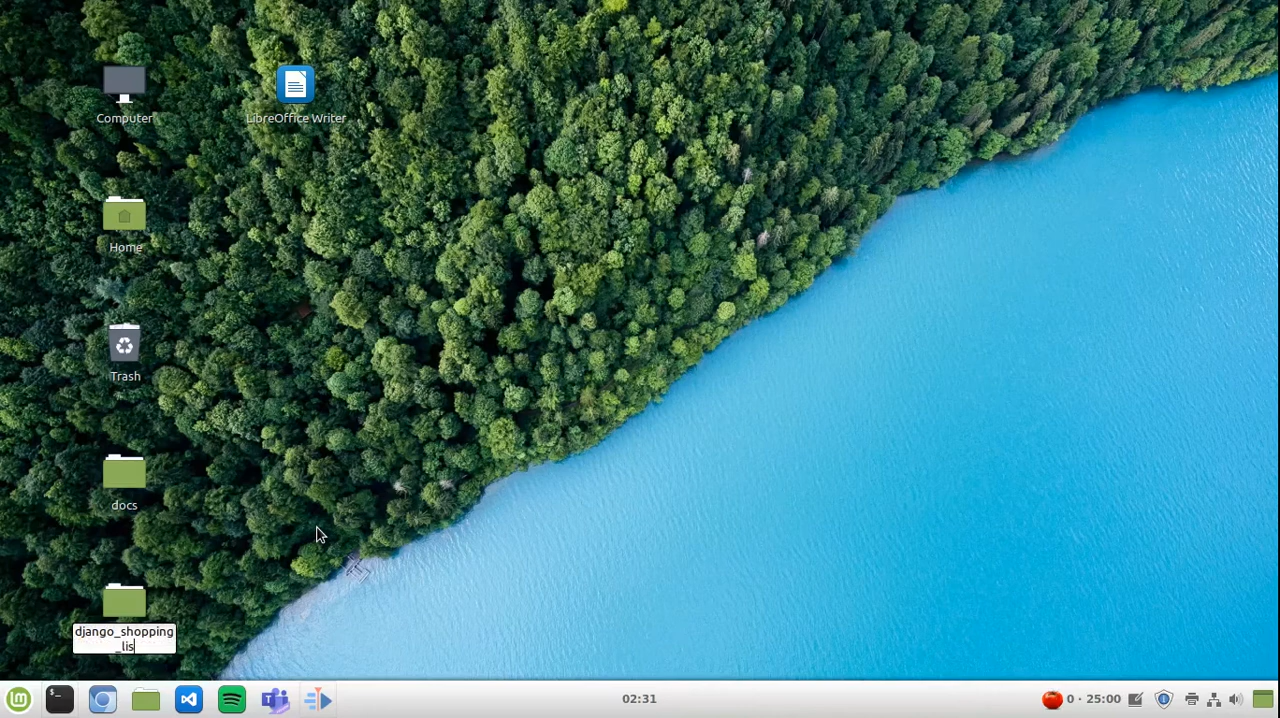 Computer
LibreOffice Writer
Home
Trash
docs
django_shopping
_lis
02:31
0 · 25:00